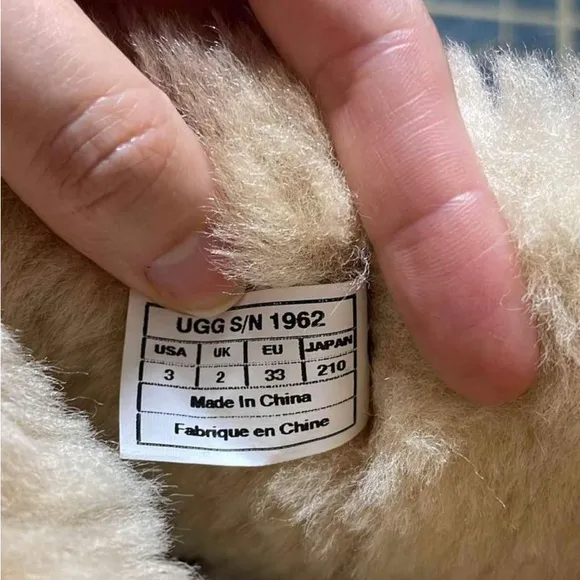 UGG S/N 1962
USA UK EU JAPAN
3 2 33 210
Made In China
Fabrique en Chine